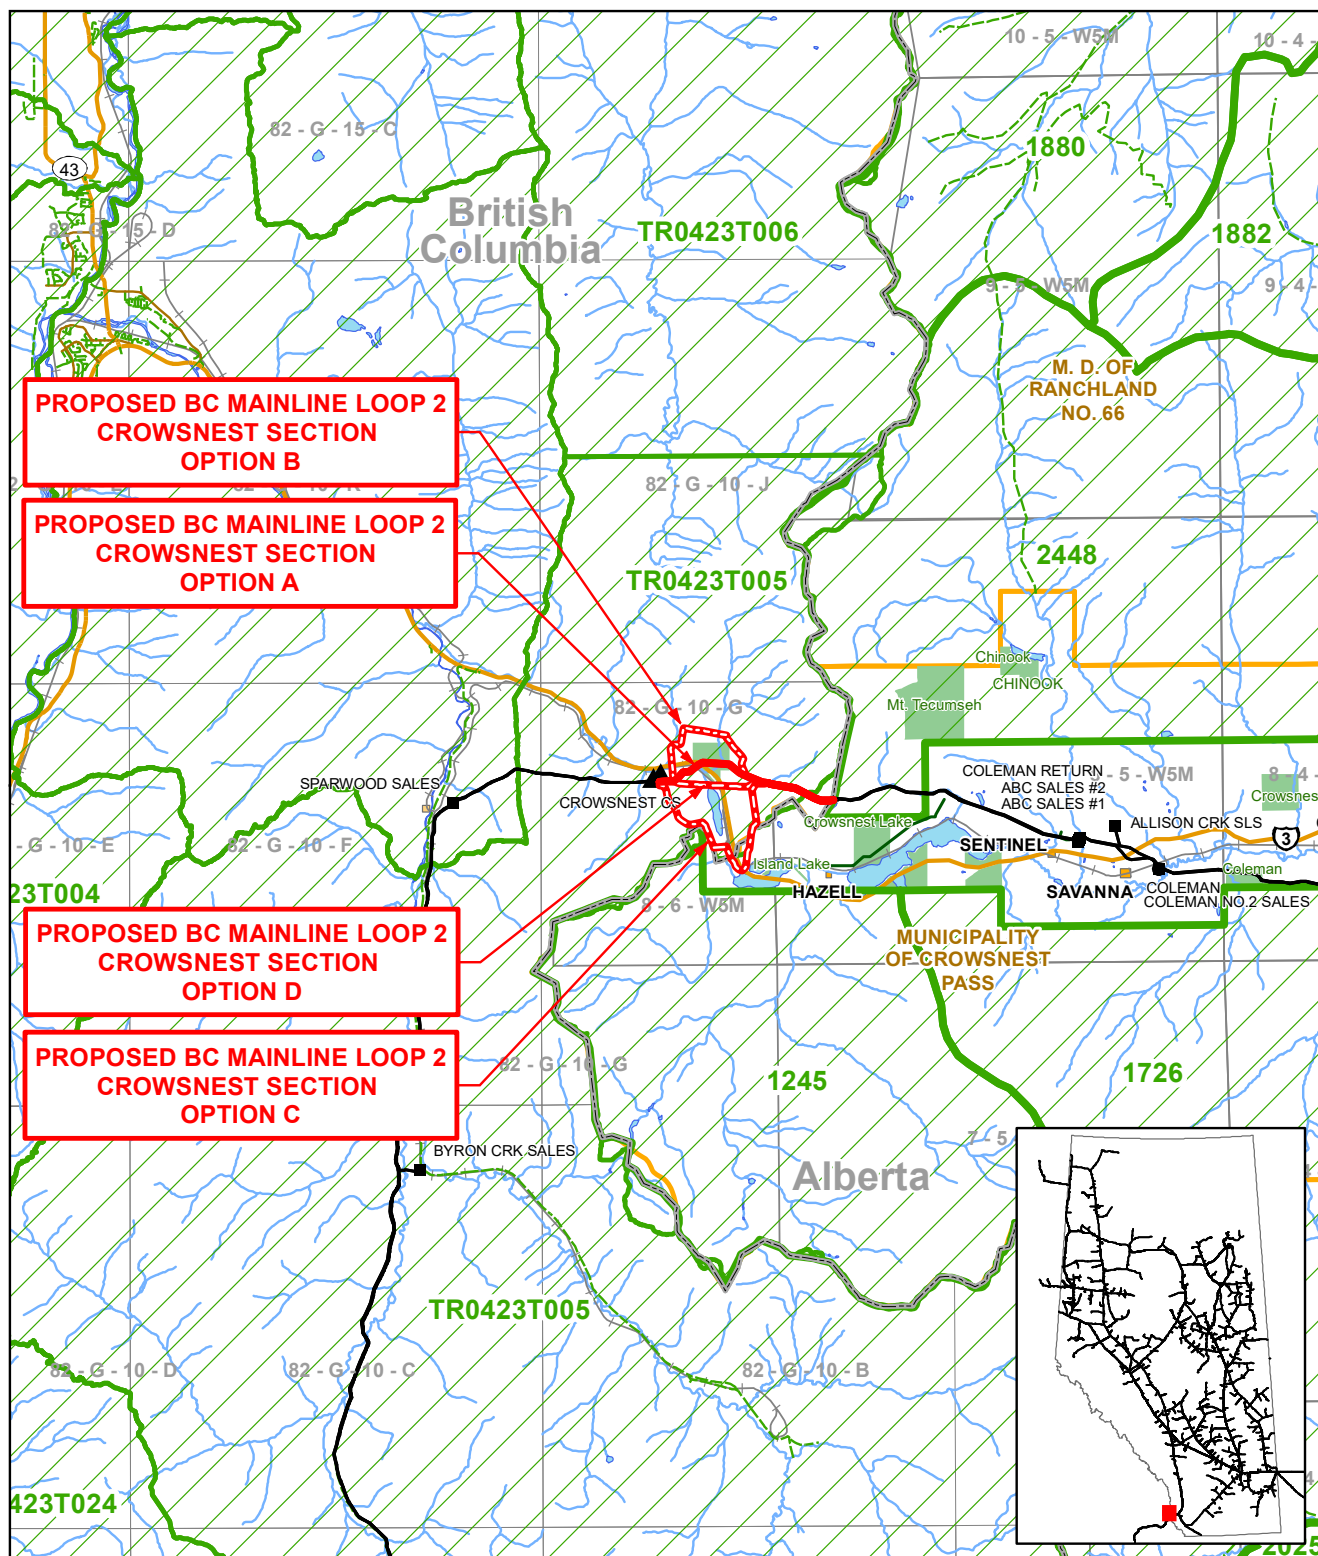 10 - 5 - W5M
10 - 4 -
82 - G - 15 - C
1880
43
British
Columbia
82 - G - 15 - D
TR0423T006
1882
9 - 5 - W5M
9 - 4 -
M. D. OF
RANCHLAND
NO. 66
PROPOSED BC MAINLINE LOOP 2
CROWSNEST SECTION
OPTION B
82 - G - 10 - J
PROPOSED BC MAINLINE LOOP 2
CROWSNEST SECTION
OPTION A
2448
TR0423T005
Chinook
CHINOOK
82 - G - 10 - G
Mt. Tecumseh
SPARWOOD SALES
CROWSNEST CS
COLEMAN RETURN
ABC SALES #2
ABC SALES #1
- 5 - W5M
8 - 4 -
Crowsnes
Crowsnest Lake
ALLISON CRK SLS
3
- G - 10 - E
82 - G - 10 - F
SENTINEL
Island Lake
Coleman
23T004
HAZELL
SAVANNA
COLEMAN
COLEMAN NO.2 SALES
8 - 6 - W5M
PROPOSED BC MAINLINE LOOP 2
CROWSNEST SECTION
OPTION D
MUNICIPALITY
OF CROWSNEST
PASS
PROPOSED BC MAINLINE LOOP 2
CROWSNEST SECTION
OPTION C
82 - G - 10 - G
1245
1726
7 - 5
BYRON CRK SALES
Alberta
TR0423T005
82 - G - 10 - D
82 - G - 10 - C
82 - G - 10 - B
423T024
2025